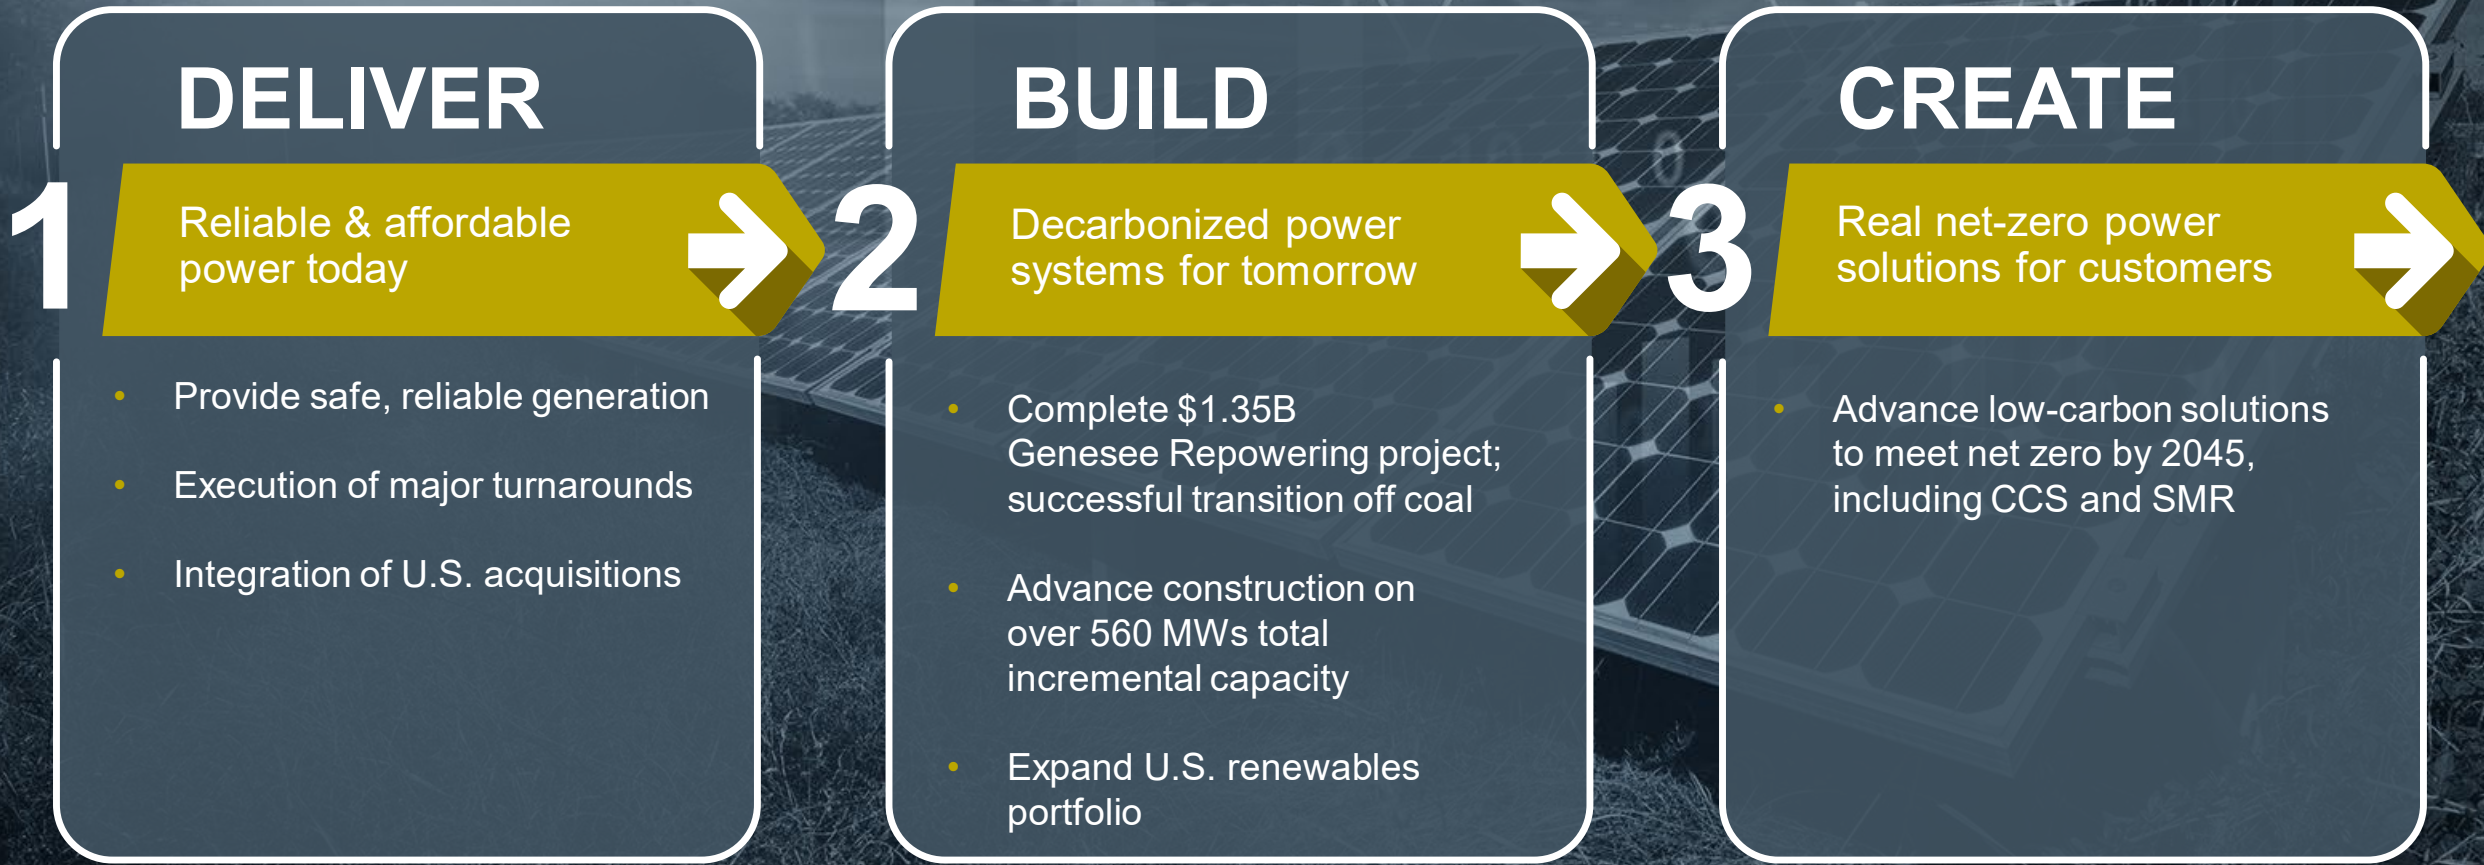 DELIVER
1
Reliable & affordable
power today
• Provide safe, reliable generation
• Execution of major turnarounds
• Integration of U.S. acquisitions
BUILD
2
Decarbonized power
systems for tomorrow
• Complete $1.35B
Genesee Repowering project;
successful transition off coal
• Advance construction on
over 560 MWs total
incremental capacity
• Expand U.S. renewables
portfolio
CREATE
3
Real net-zero power
solutions for customers
• Advance low-carbon solutions
to meet net zero by 2045,
including CCS and SMR